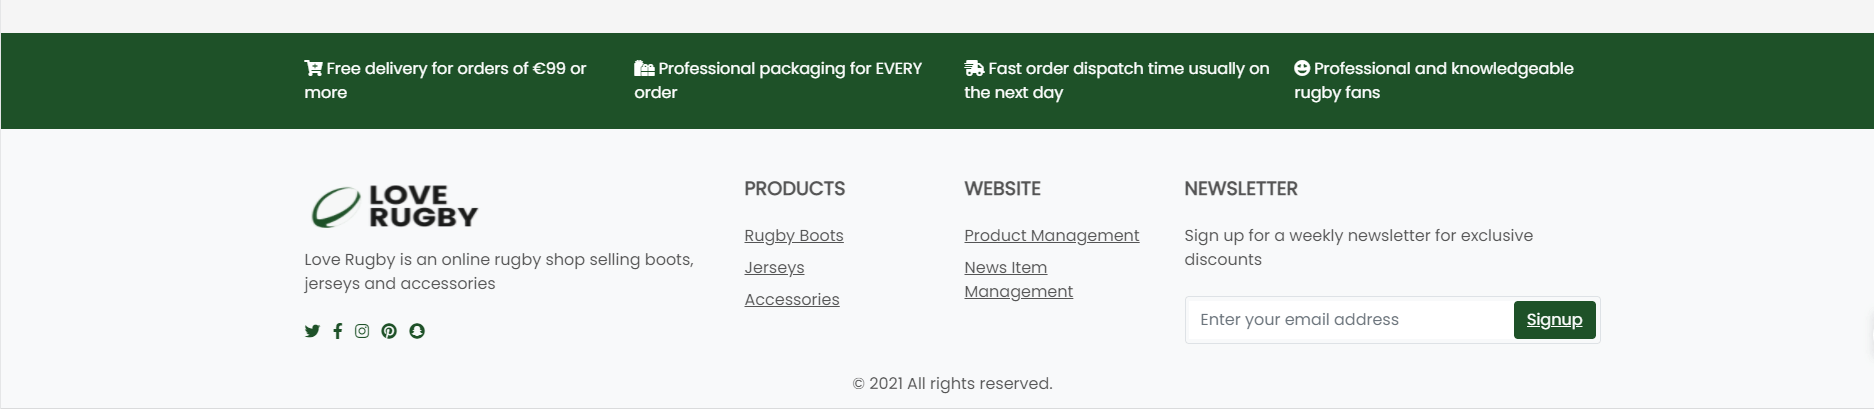 Free delivery for orders of €99 or
more
Professional packaging for EVERY
order
Fast order dispatch time usually on
the next day
Professional and knowledgeable
rugby fans
LOVE
RUGBY
Love Rugby is an online rugby shop selling boots,
jerseys and accessories
PRODUCTS
Rugby Boots
Jerseys
Accessories
WEBSITE
Product Management
News Item
Management
NEWSLETTER
Sign up for a weekly newsletter for exclusive
discounts
Enter your email address
Signup
© 2021 All rights reserved.